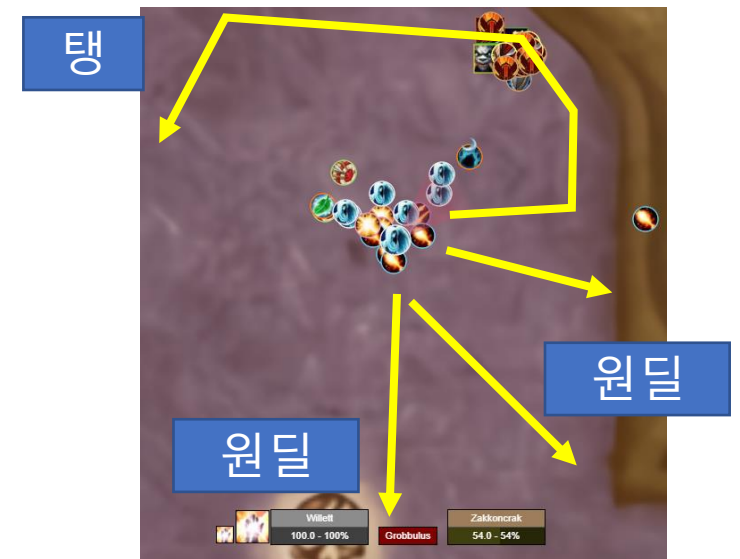 탱
원딜
원딜
Willett
100.0 - 100%
Grobbulus
Zakkoncrak
54.0 - 54%